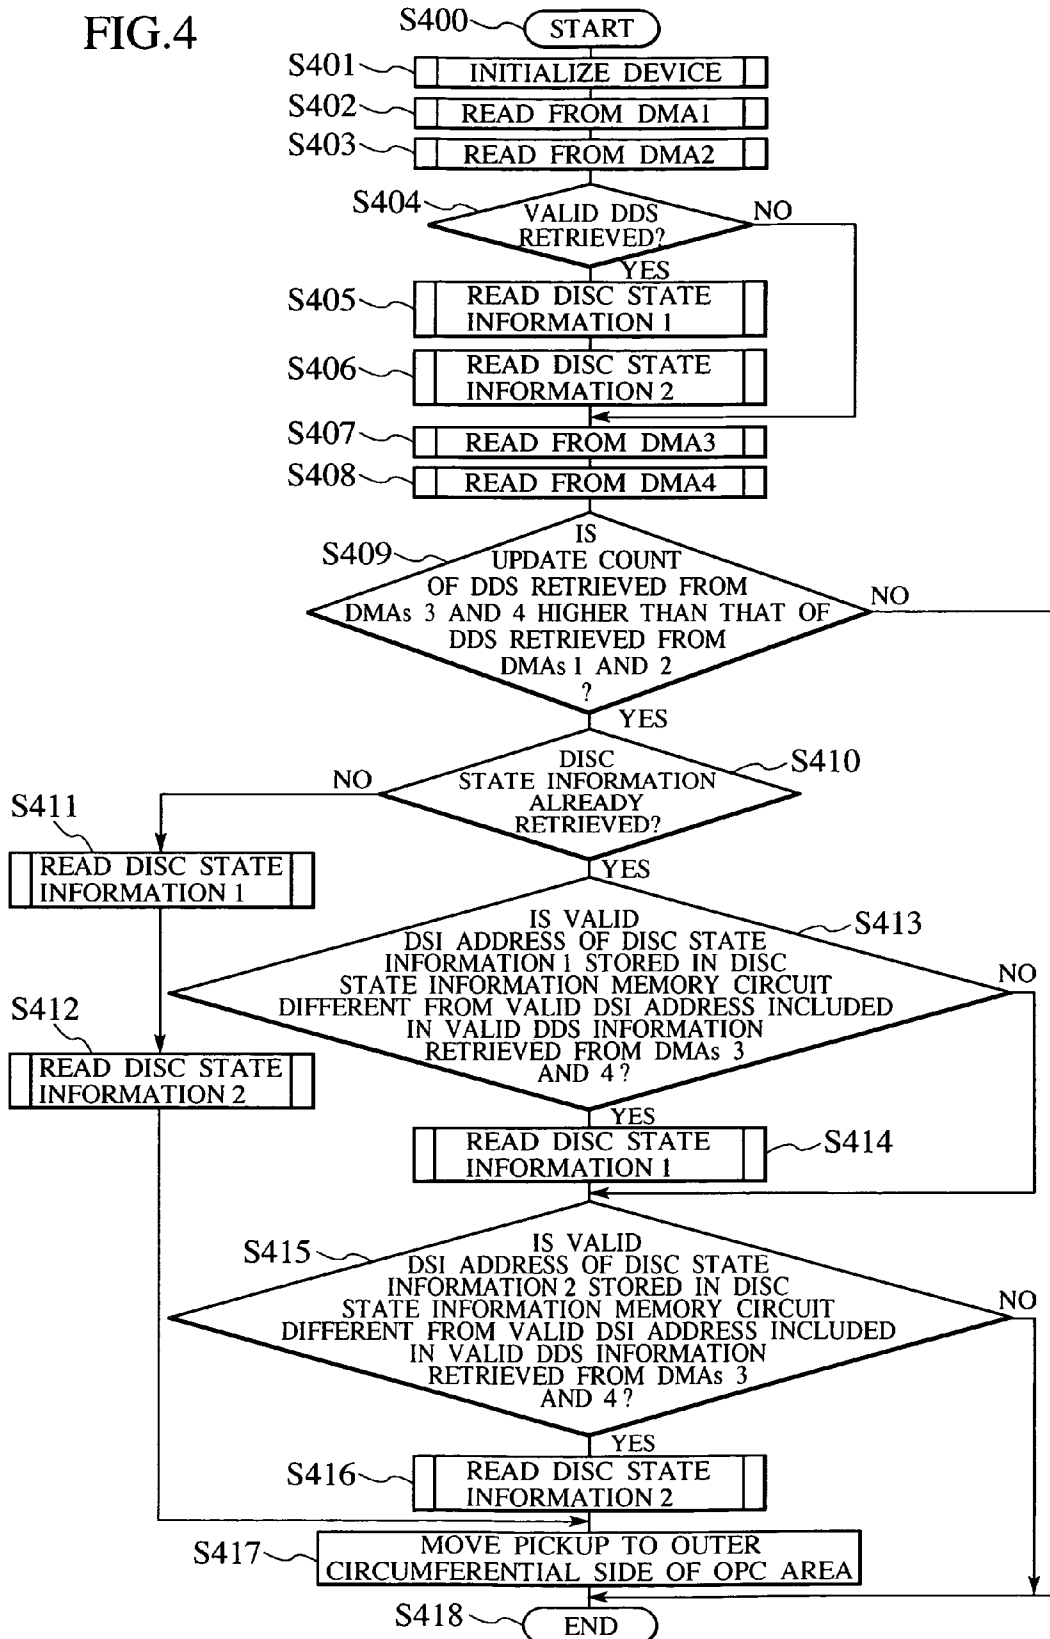 FIG.4
S400
START
S401
INITIALIZE DEVICE
S402
READ FROM DMA1
S403
READ FROM DMA2
S404
VALID DDS
RETRIEVED?
NO
YES
S405
READ DISC STATE
INFORMATION 1
S406
READ DISC STATE
INFORMATION 2
S407
READ FROM DMA3
S408
READ FROM DMA4
S409
IS
UPDATE COUNT
OF DDS RETRIEVED FROM
DMAs 3 AND 4 HIGHER THAN THAT OF
DDS RETRIEVED FROM
DMAs 1 AND 2
?
NO
YES
S410
DISC
STATE INFORMATION
ALREADY
RETRIEVED?
NO
YES
S411
READ DISC STATE
INFORMATION 1
S412
READ DISC STATE
INFORMATION 2
S413
IS VALID
DSI ADDRESS OF DISC STATE
INFORMATION 1 STORED IN DISC
STATE INFORMATION MEMORY CIRCUIT
DIFFERENT FROM VALID DSI ADDRESS INCLUDED
IN VALID DDS INFORMATION
RETRIEVED FROM DMAs 3
AND 4 ?
NO
YES
S414
READ DISC STATE
INFORMATION 1
S415
IS VALID
DSI ADDRESS OF DISC STATE
INFORMATION 2 STORED IN DISC
STATE INFORMATION MEMORY CIRCUIT
DIFFERENT FROM VALID DSI ADDRESS INCLUDED
IN VALID DDS INFORMATION
RETRIEVED FROM DMAs 3
AND 4 ?
NO
YES
S416
READ DISC STATE
INFORMATION 2
S417
MOVE PICKUP TO OUTER
CIRCUMFERENTIAL SIDE OF OPC AREA
S418
END